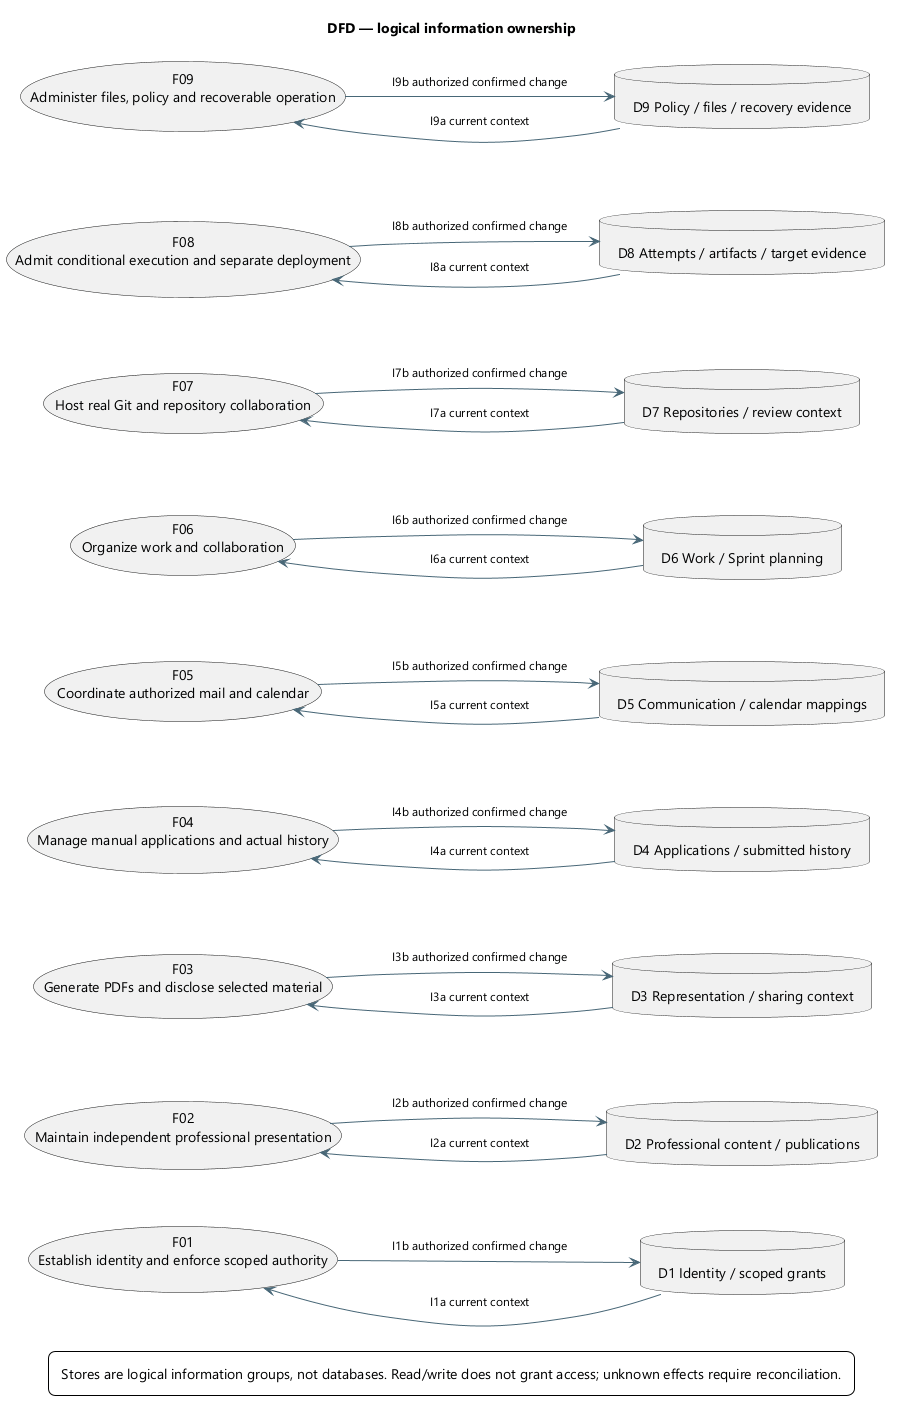 DFD — logical information ownership
F09
Administer files, policy and recoverable operation
I9b authorized confirmed change
I9a current context
D9 Policy / files / recovery evidence
F08
Admit conditional execution and separate deployment
I8b authorized confirmed change
I8a current context
D8 Attempts / artifacts / target evidence
F07
Host real Git and repository collaboration
I7b authorized confirmed change
I7a current context
D7 Repositories / review context
F06
Organize work and collaboration
I6b authorized confirmed change
I6a current context
D6 Work / Sprint planning
F05
Coordinate authorized mail and calendar
I5b authorized confirmed change
I5a current context
D5 Communication / calendar mappings
F04
Manage manual applications and actual history
I4b authorized confirmed change
I4a current context
D4 Applications / submitted history
F03
Generate PDFs and disclose selected material
I3b authorized confirmed change
I3a current context
D3 Representation / sharing context
F02
Maintain independent professional presentation
I2b authorized confirmed change
I2a current context
D2 Professional content / publications
F01
Establish identity and enforce scoped authority
I1b authorized confirmed change
I1a current context
D1 Identity / scoped grants
Stores are logical information groups, not databases. Read/write does not grant access; unknown effects require reconciliation.